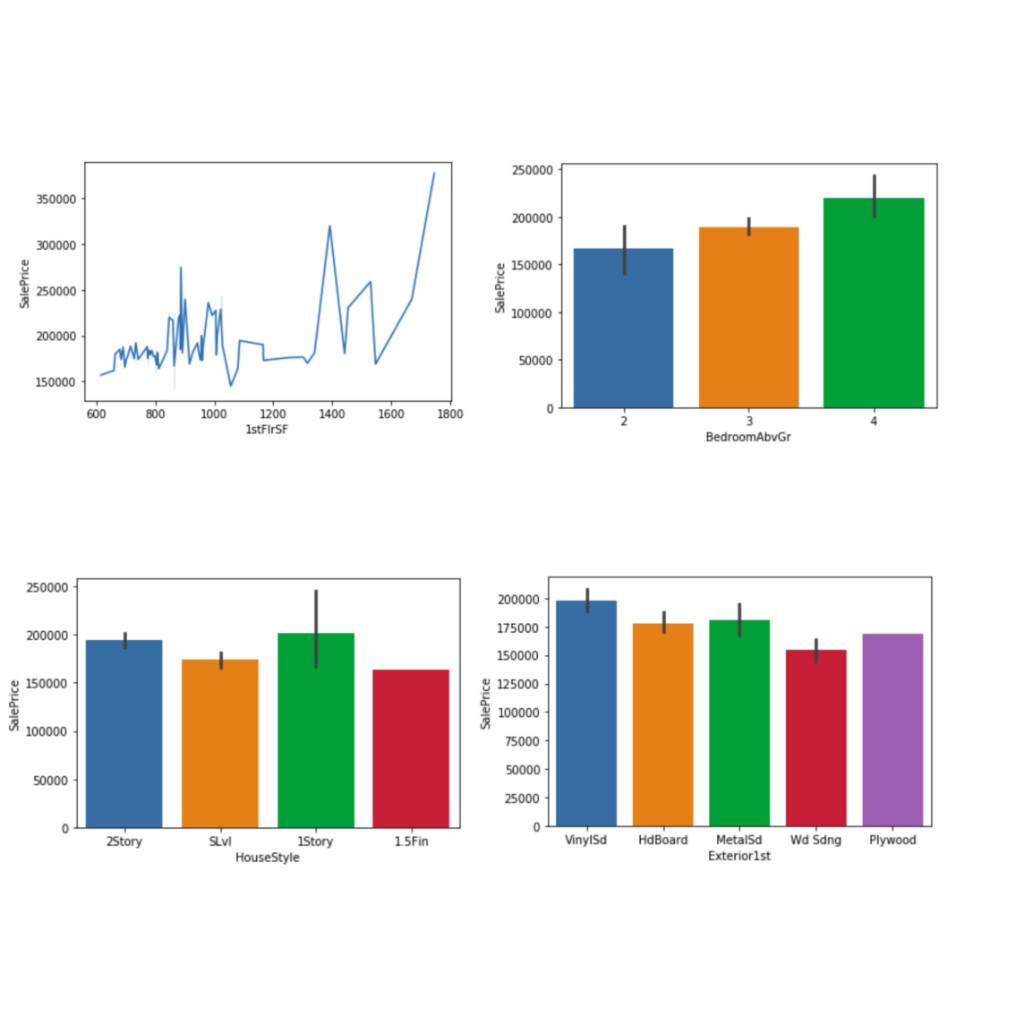 350000
300000
250000
200000
150000
SalePrice
600 800 1000 1200 1400 1600 1800
1stFlrSF
250000
200000
150000
100000
50000
0
SalePrice
2 3 4
BedroomAbvGr
250000
200000
150000
100000
50000
0
SalePrice
2Story SLvl 1Story 1.5Fin
HouseStyle
200000
175000
150000
125000
100000
75000
50000
25000
0
SalePrice
VinylSd HdBoard MetalSd Wd Sdng Plywood
Exterior1st